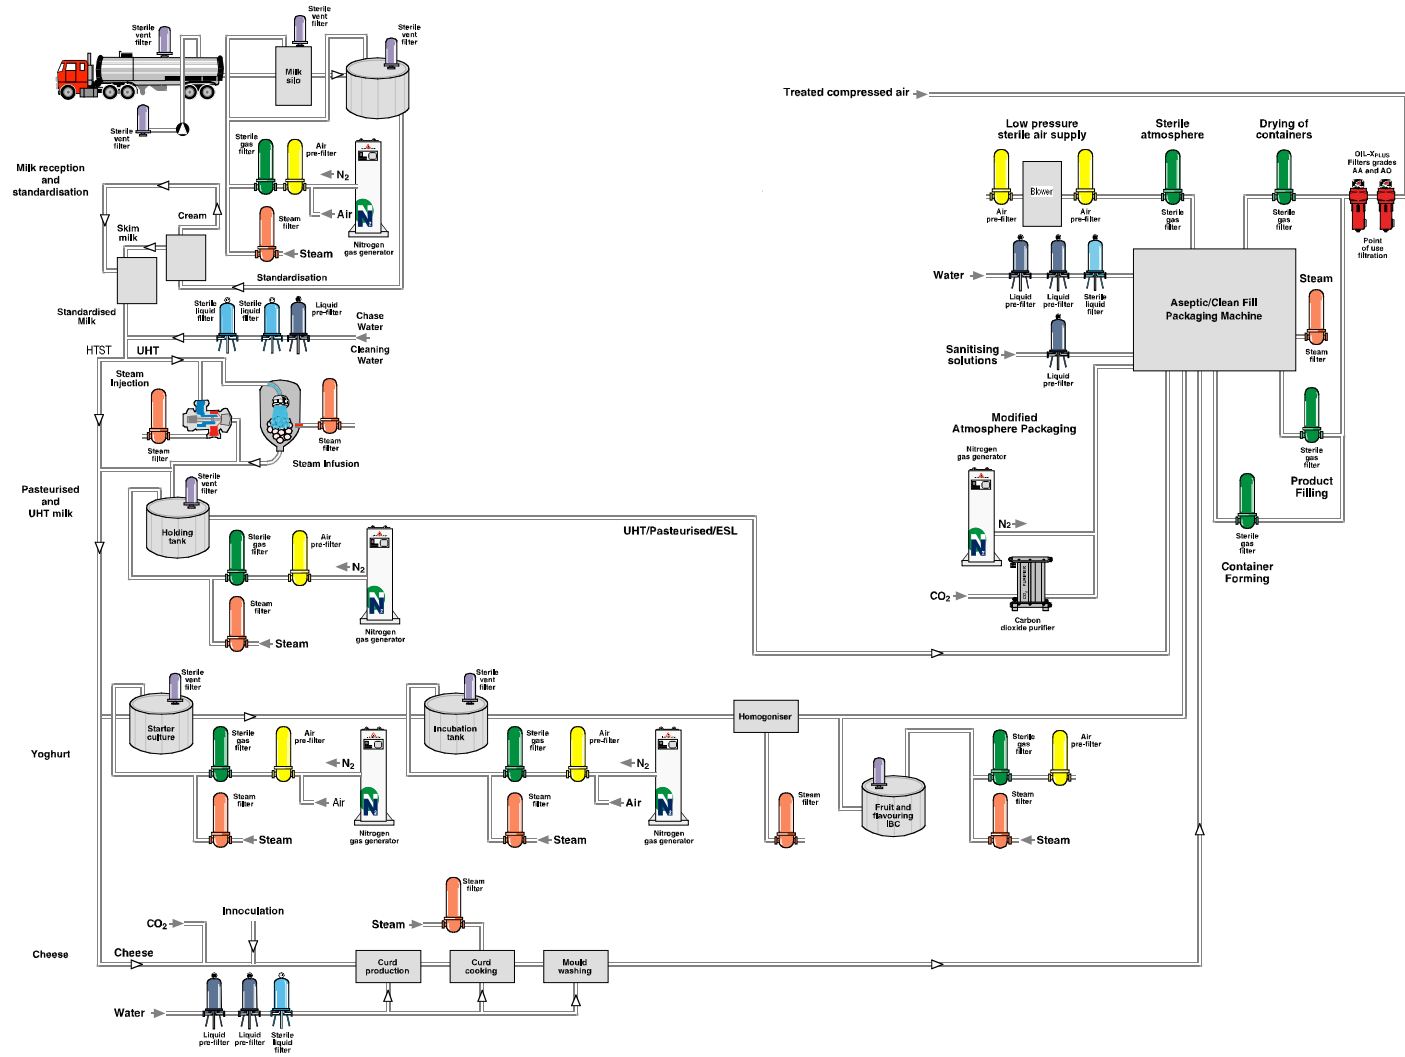 Sterile
vent
filter
Sterile
vent
filter
Sterile
vent
filter
Milk
silo
Sterile
vent
filter
Milk reception
and
standardisation
Sterile
gas
filter
Air
pre-filter
N2
Air
Nitrogen
gas generator
Steam
filter
Steam
Cream
Skim
milk
Standardisation
Standardised
Milk
Sterile
liquid
filter
Sterile
liquid
filter
Liquid
pre-filter
Chase
Water
Cleaning
Water
HTST
UHT
Steam
Injection
Steam
filter
Steam
filter
Steam Infusion
Pasteurised
and
UHT milk
Sterile
vent
filter
Holding
tank
Sterile
gas
filter
Air
pre-filter
N2
Nitrogen
gas generator
Steam
filter
Steam
UHT/Pasteurised/ESL
Treated compressed air
Low pressure
sterile air supply
Sterile
atmosphere
Drying of
containers
OIL-XPLUS
Filters grades
AA and AO
Point
of use
filtration
Blower
Air
pre-filter
Air
pre-filter
Sterile
gas filter
Sterile
gas filter
Water
Liquid
pre-filter
Liquid
pre-filter
Sterile
liquid filter
Aseptic/Clean Fill
Packaging Machine
Steam
Steam
filter
Sanitising
solutions
Liquid
pre-filter
Modified
Atmosphere Packaging
Nitrogen
gas generator
N2
CO2
CO2 PURIFIER
Carbon
dioxide purifier
Sterile
gas filter
Product
Filling
Sterile
gas
filter
Container
Forming
Yoghurt
Sterile
vent
filter
Starter
culture
Sterile
gas
filter
Air
pre-filter
N2
Air
Nitrogen
gas generator
Steam
filter
Steam
Sterile
vent
filter
Incubation
tank
Sterile
gas
filter
Air
pre-filter
N2
Air
Nitrogen
gas generator
Steam
filter
Steam
Homogoniser
Steam
filter
Fruit and
flavouring
IBC
Sterile
gas
filter
Air
pre-filter
Steam
filter
Steam
Cheese
Cheese
CO2
Innoculation
Steam
Steam
filter
Curd
production
Curd
cooking
Mould
washing
Water
Liquid
pre-filter
Liquid
pre-filter
Sterile
liquid
filter